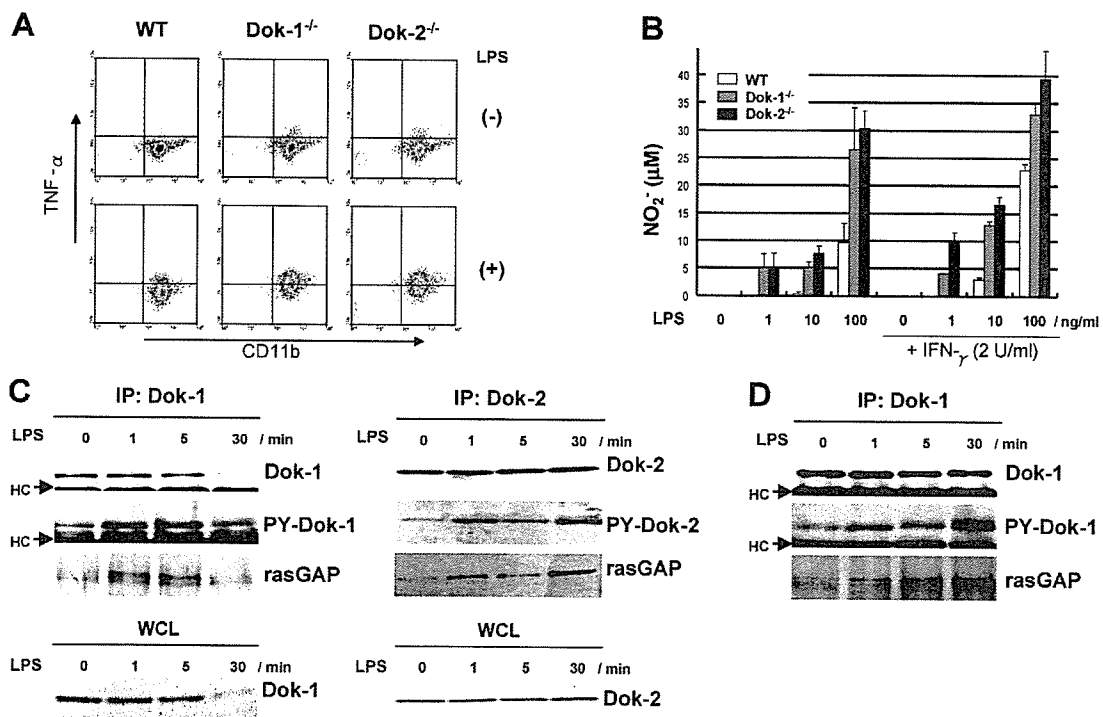 A
WT
Dok-1-/-
Dok-2-/-
LPS
(-)
(+)
TNF-α
CD11b
B
WT
Dok-1-/-
Dok-2-/-
NO2- (μM)
40
35
30
25
20
15
10
5
0
LPS 0 1 10 100 0 1 10 100 / ng/ml
+ IFN-γ (2 U/ml)
C
IP: Dok-1
LPS 0 1 5 30 / min
Dok-1
HC
PY-Dok-1
HC
rasGAP
WCL
LPS 0 1 5 30 / min
Dok-1
IP: Dok-2
LPS 0 1 5 30 / min
Dok-2
PY-Dok-2
rasGAP
WCL
LPS 0 1 5 30 / min
Dok-2
D
IP: Dok-1
LPS 0 1 5 30 / min
Dok-1
HC
PY-Dok-1
HC
rasGAP